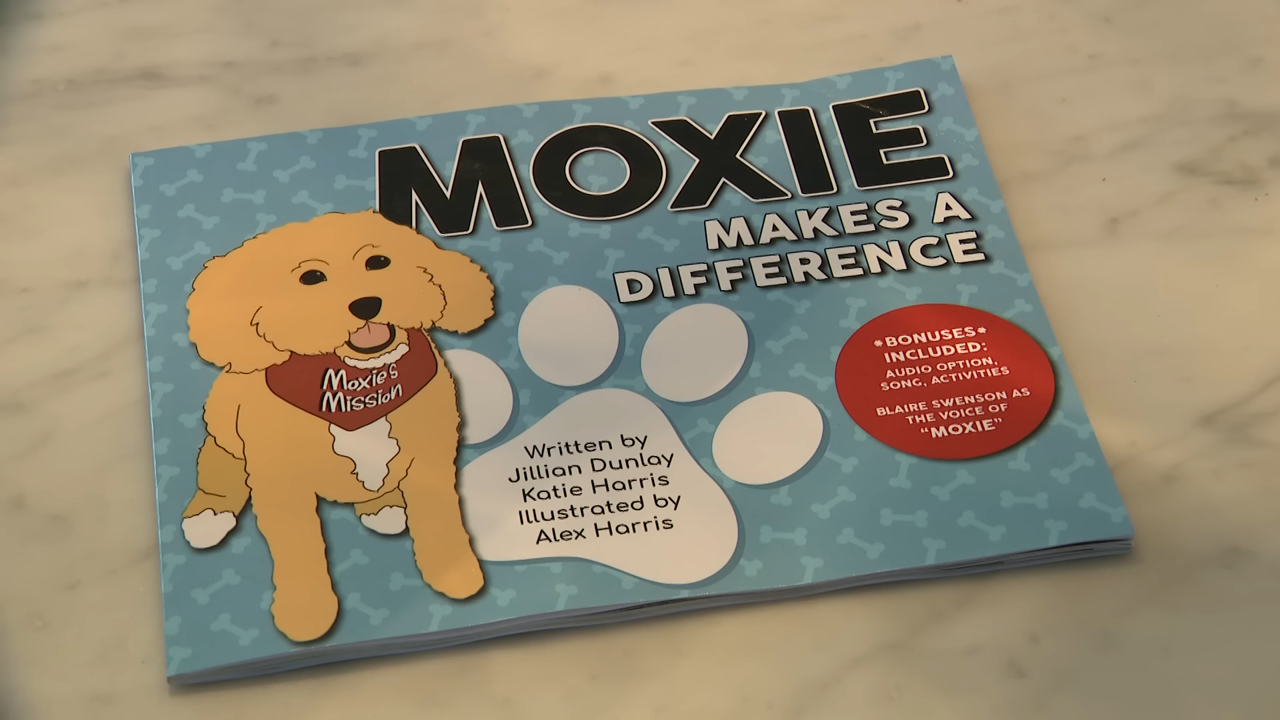 MOXIE
MAKES A
DIFFERENCE
*BONUSES*
INCLUDED:
AUDIO OPTION,
SONG, ACTIVITIES
BLAIRE SWENSON AS
THE VOICE OF
"MOXIE"
Moxie's
Mission
Written by
Jillian Dunlay
Katie Harris
Illustrated by
Alex Harris